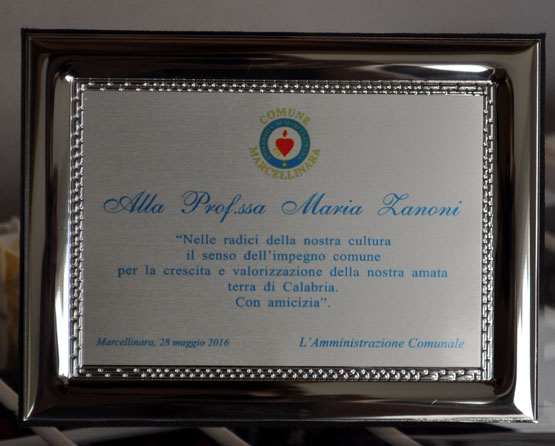 COMUNE
MARCELLINARA
Alla Prof.ssa Maria Zanoni
“Nelle radici della nostra cultura
il senso dell’impegno comune
per la crescita e valorizzazione della nostra amata
terra di Calabria.
Con amicizia”.
Marcellinara, 28 maggio 2016
L’Amministrazione Comunale